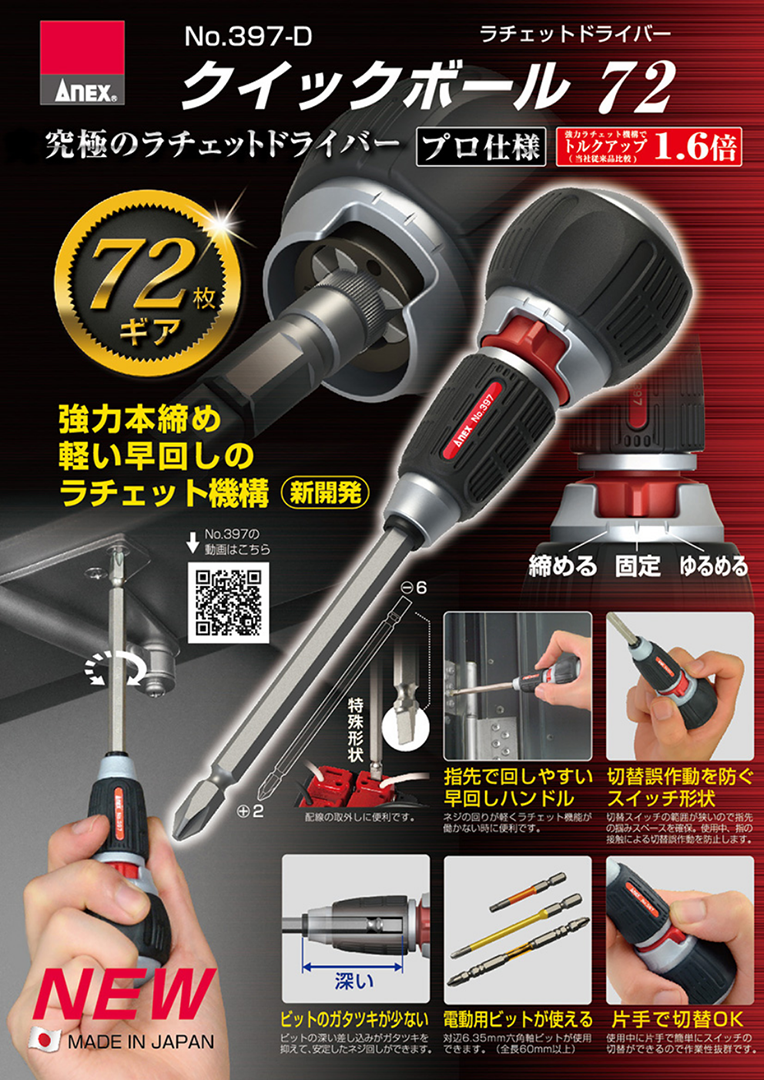 ANEX®
No.397-D
ラチェットドライバー
クイックボール 72
究極のラチェットドライバー
プロ仕様
強力ラチェット機構で
トルクアップ
(当社従来品比較)
1.6倍
72枚
ギア
強力本締め
軽い早回しの
ラチェット機構
新開発
ANEX No.397
397
締める 固定 ゆるめる
No.397の
動画はこちら
⊖6
特殊形状
⊕2
配線の取外しに便利です。
ANEX No.397
指先で回しやすい
早回しハンドル
ネジの回りが軽くラチェット機能が
働かない時に便利です。
切替誤作動を防ぐ
スイッチ形状
切替スイッチの範囲が狭いので指先
の掴みスペースを確保。使用中、指の
接触による切替誤作動を防止します。
深い
ビットのガタツキが少ない
ビットの深い差し込みがガタツキを
抑えて、安定したネジ回しができます。
電動用ビットが使える
対辺6.35mm六角軸ビットが使用
できます。(全長60mm以上)
片手で切替OK
使用中に片手で簡単にスイッチの
切替ができるので作業性抜群です。
NEW
MADE IN JAPAN